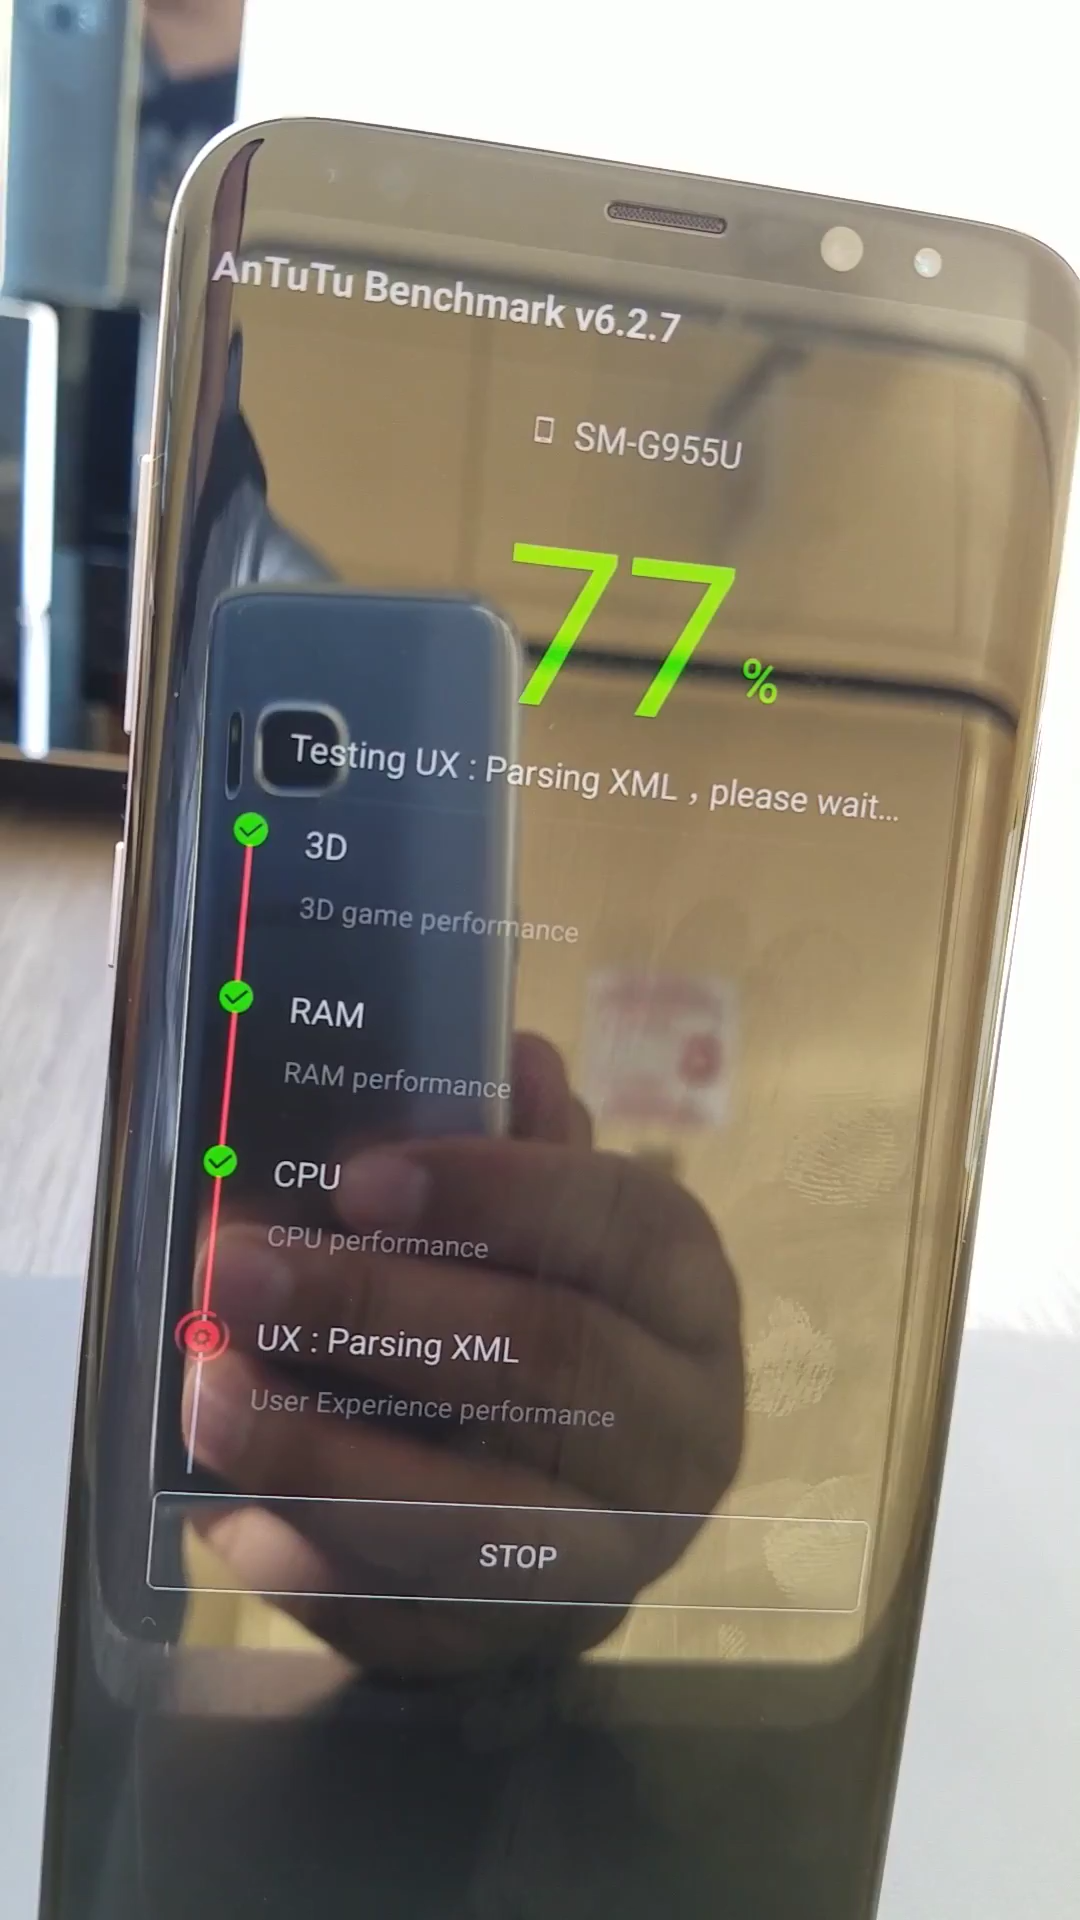 AnTuTu Benchmark v6.2.7
SM-G955U
77 %
Testing UX : Parsing XML , please wait...
3D
3D game performance
RAM
RAM performance
CPU
CPU performance
UX : Parsing XML
User Experience performance
STOP